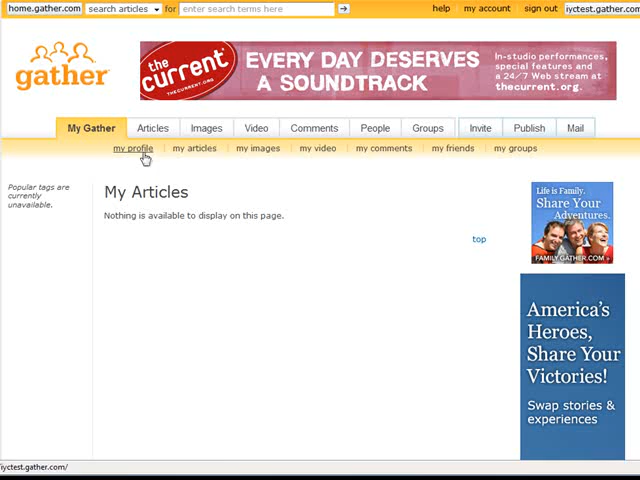 home.gather.com search articles for enter search terms here help my account sign out iyctest.gather.com
gather
the current
THECURRENT.ORG
EVERY DAY DESERVES
A SOUNDTRACK
In-studio performances,
special features and
a 24/7 Web stream at
thecurrent.org.
My Gather Articles Images Video Comments People Groups Invite Publish Mail
my profile my articles my images my video my comments my friends my groups
Popular tags are
currently
unavailable.
My Articles
Nothing is available to display on this page.
top
Life is Family.
Share Your
Adventures.
FAMILY.GATHER.COM »
America's
Heroes,
Share Your
Victories!
Swap stories &
experiences
iyctest.gather.com/